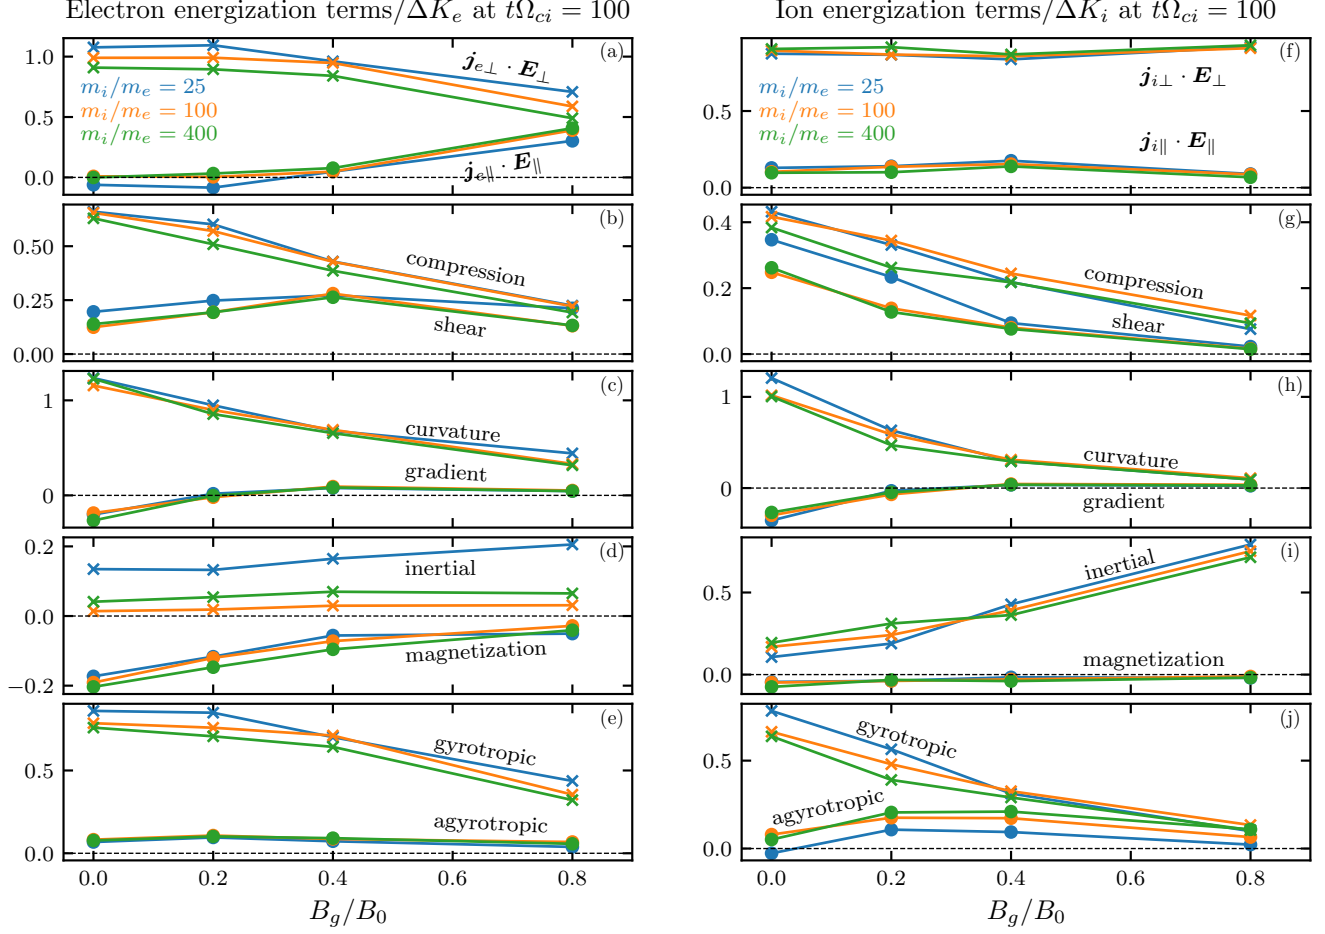 Electron energization terms/ΔK_e at tΩ_ci = 100
1.0
0.5
0.0
(a)
j_e⊥ · E_⊥
m_i/m_e = 25
m_i/m_e = 100
m_i/m_e = 400
j_e∥ · E_∥
0.50
0.25
0.00
(b)
compression
shear
1
0
(c)
curvature
gradient
0.2
0.0
−0.2
(d)
inertial
magnetization
0.5
0.0
(e)
gyrotropic
agyrotropic
0.0 0.2 0.4 0.6 0.8
B_g/B_0
Ion energization terms/ΔK_i at tΩ_ci = 100
0.5
0.0
(f)
j_i⊥ · E_⊥
m_i/m_e = 25
m_i/m_e = 100
m_i/m_e = 400
j_i∥ · E_∥
0.4
0.2
0.0
(g)
compression
shear
1
0
(h)
curvature
gradient
0.5
0.0
(i)
inertial
magnetization
0.5
0.0
(j)
gyrotropic
agyrotropic
0.0 0.2 0.4 0.6 0.8
B_g/B_0